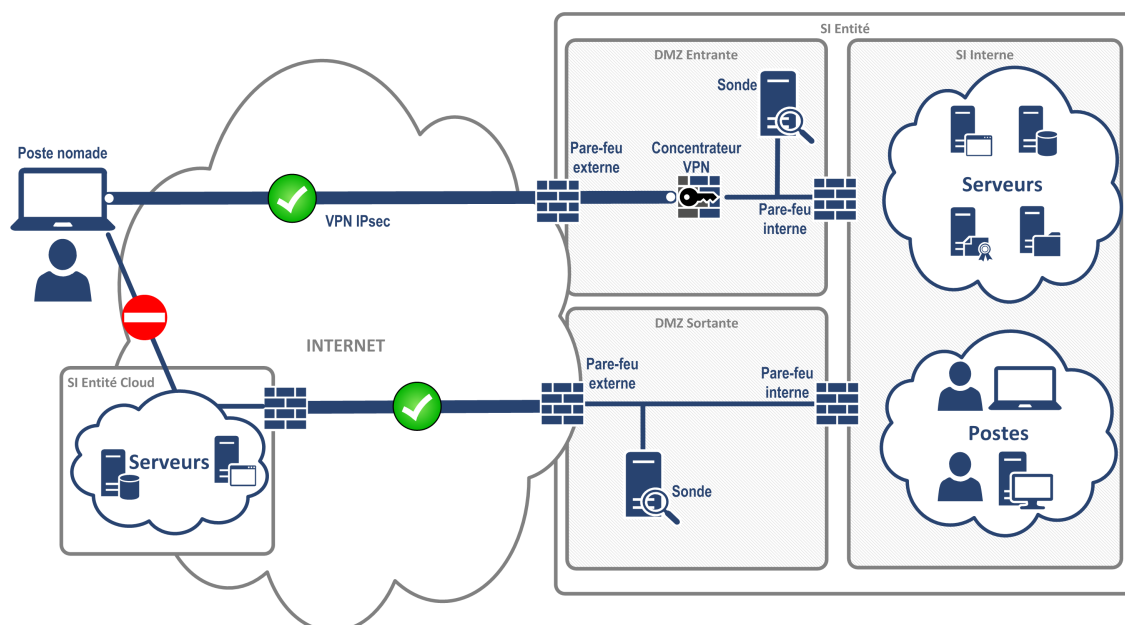 SI Entité
DMZ Entrante
SI Interne
Sonde
Poste nomade
Pare-feu
externe
Concentrateur
VPN
VPN IPsec
Pare-feu
interne
Serveurs
INTERNET
DMZ Sortante
Pare-feu
externe
Pare-feu
interne
SI Entité Cloud
Serveurs
Sonde
Postes